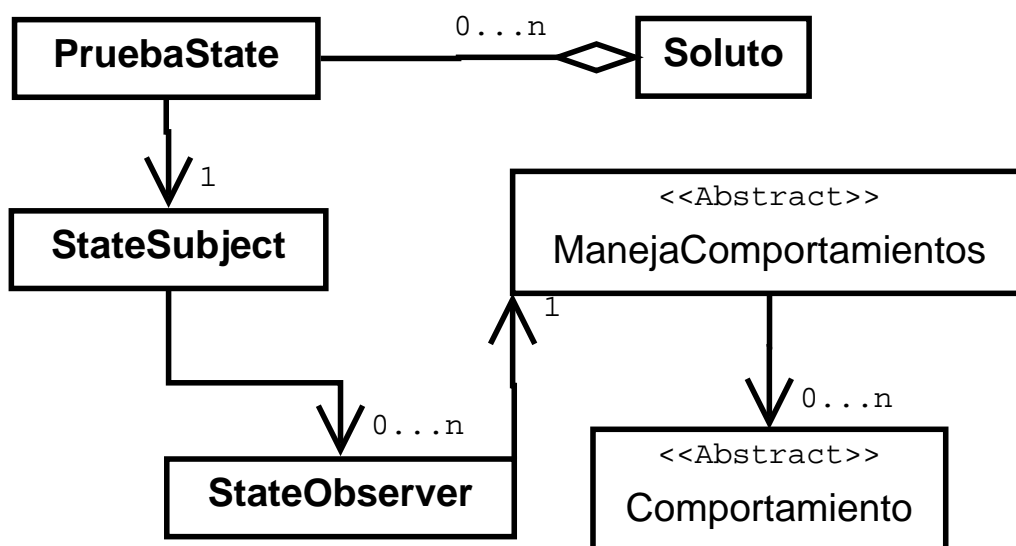 0...n
PruebaState
Soluto
1
<<Abstract>>
StateSubject
ManejaComportamientos
1
0...n
0...n
<<Abstract>>
StateObserver
Comportamiento